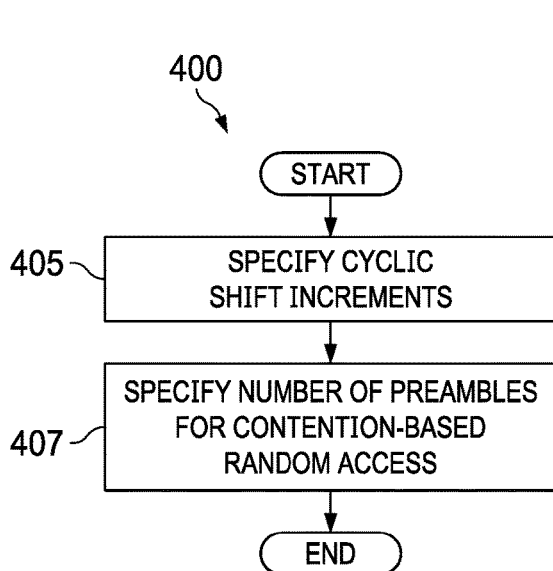 400
START
405
SPECIFY CYCLIC
SHIFT INCREMENTS
SPECIFY NUMBER OF PREAMBLES
FOR CONTENTION-BASED
RANDOM ACCESS
407
END